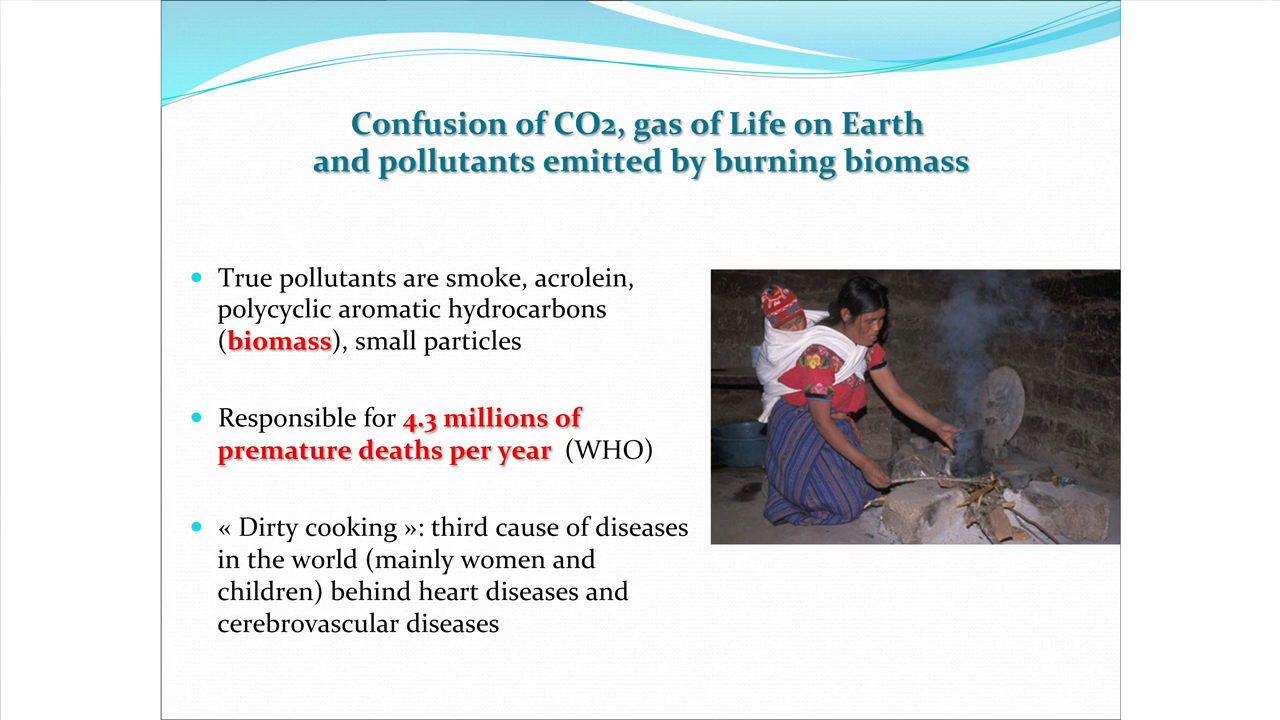 Confusion of CO2, gas of Life on Earth
and pollutants emitted by burning biomass
• True pollutants are smoke, acrolein,
polycyclic aromatic hydrocarbons
(biomass), small particles
• Responsible for 4.3 millions of
premature deaths per year (WHO)
• « Dirty cooking »: third cause of diseases
in the world (mainly women and
children) behind heart diseases and
cerebrovascular diseases